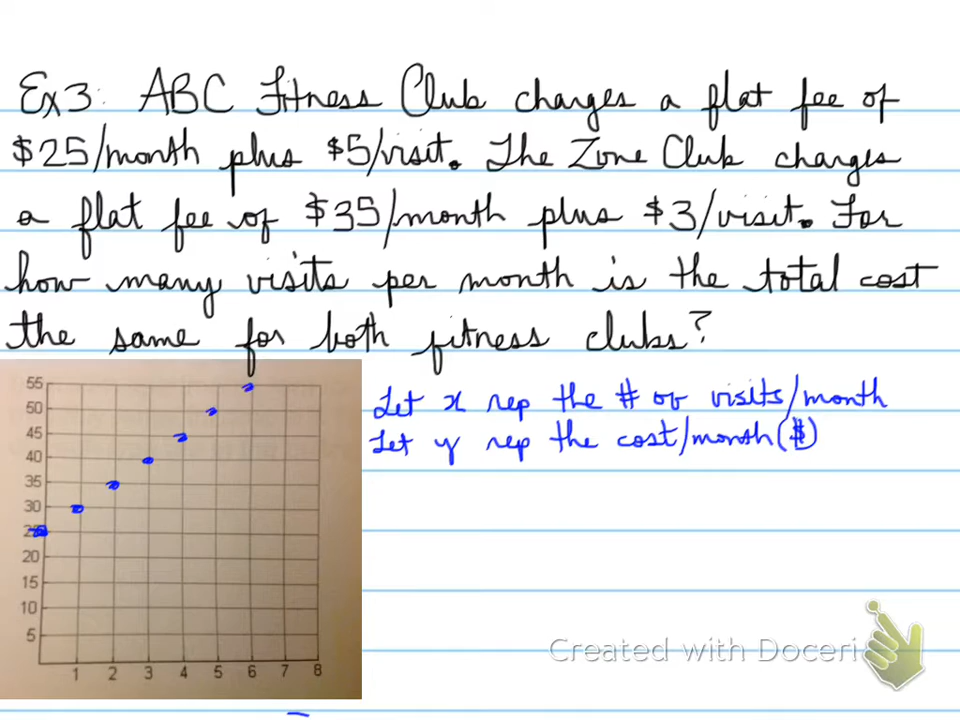 Ex3: ABC Fitness Club charges a flat fee of
$25/month plus $5/visit. The Zone Club charges
a flat fee of $35/month plus $3/visit. For
how many visits per month is the total cost
the same for both fitness clubs?
Let x rep the # of visits/month
Let y rep the cost/month ($)
55
50
45
40
35
30
25
20
15
10
5
1 2 3 4 5 6 7 8
Created with Doceri